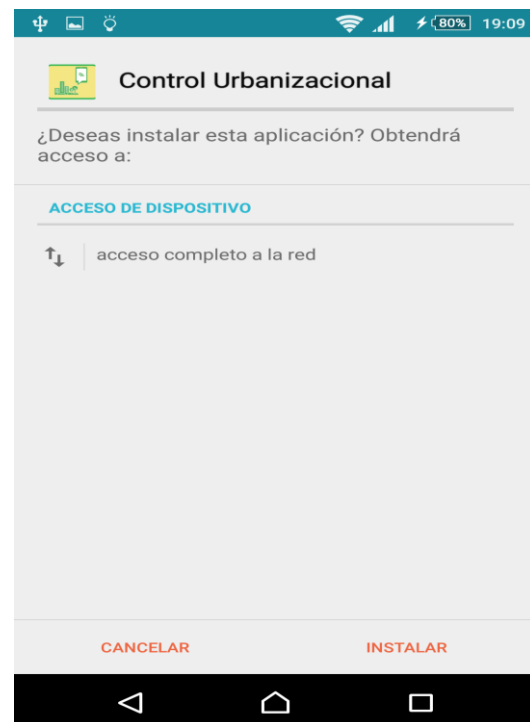 80% 19:09
Control Urbanizacional
¿Deseas instalar esta aplicación? Obtendrá
acceso a:
ACCESO DE DISPOSITIVO
acceso completo a la red
CANCELAR INSTALAR